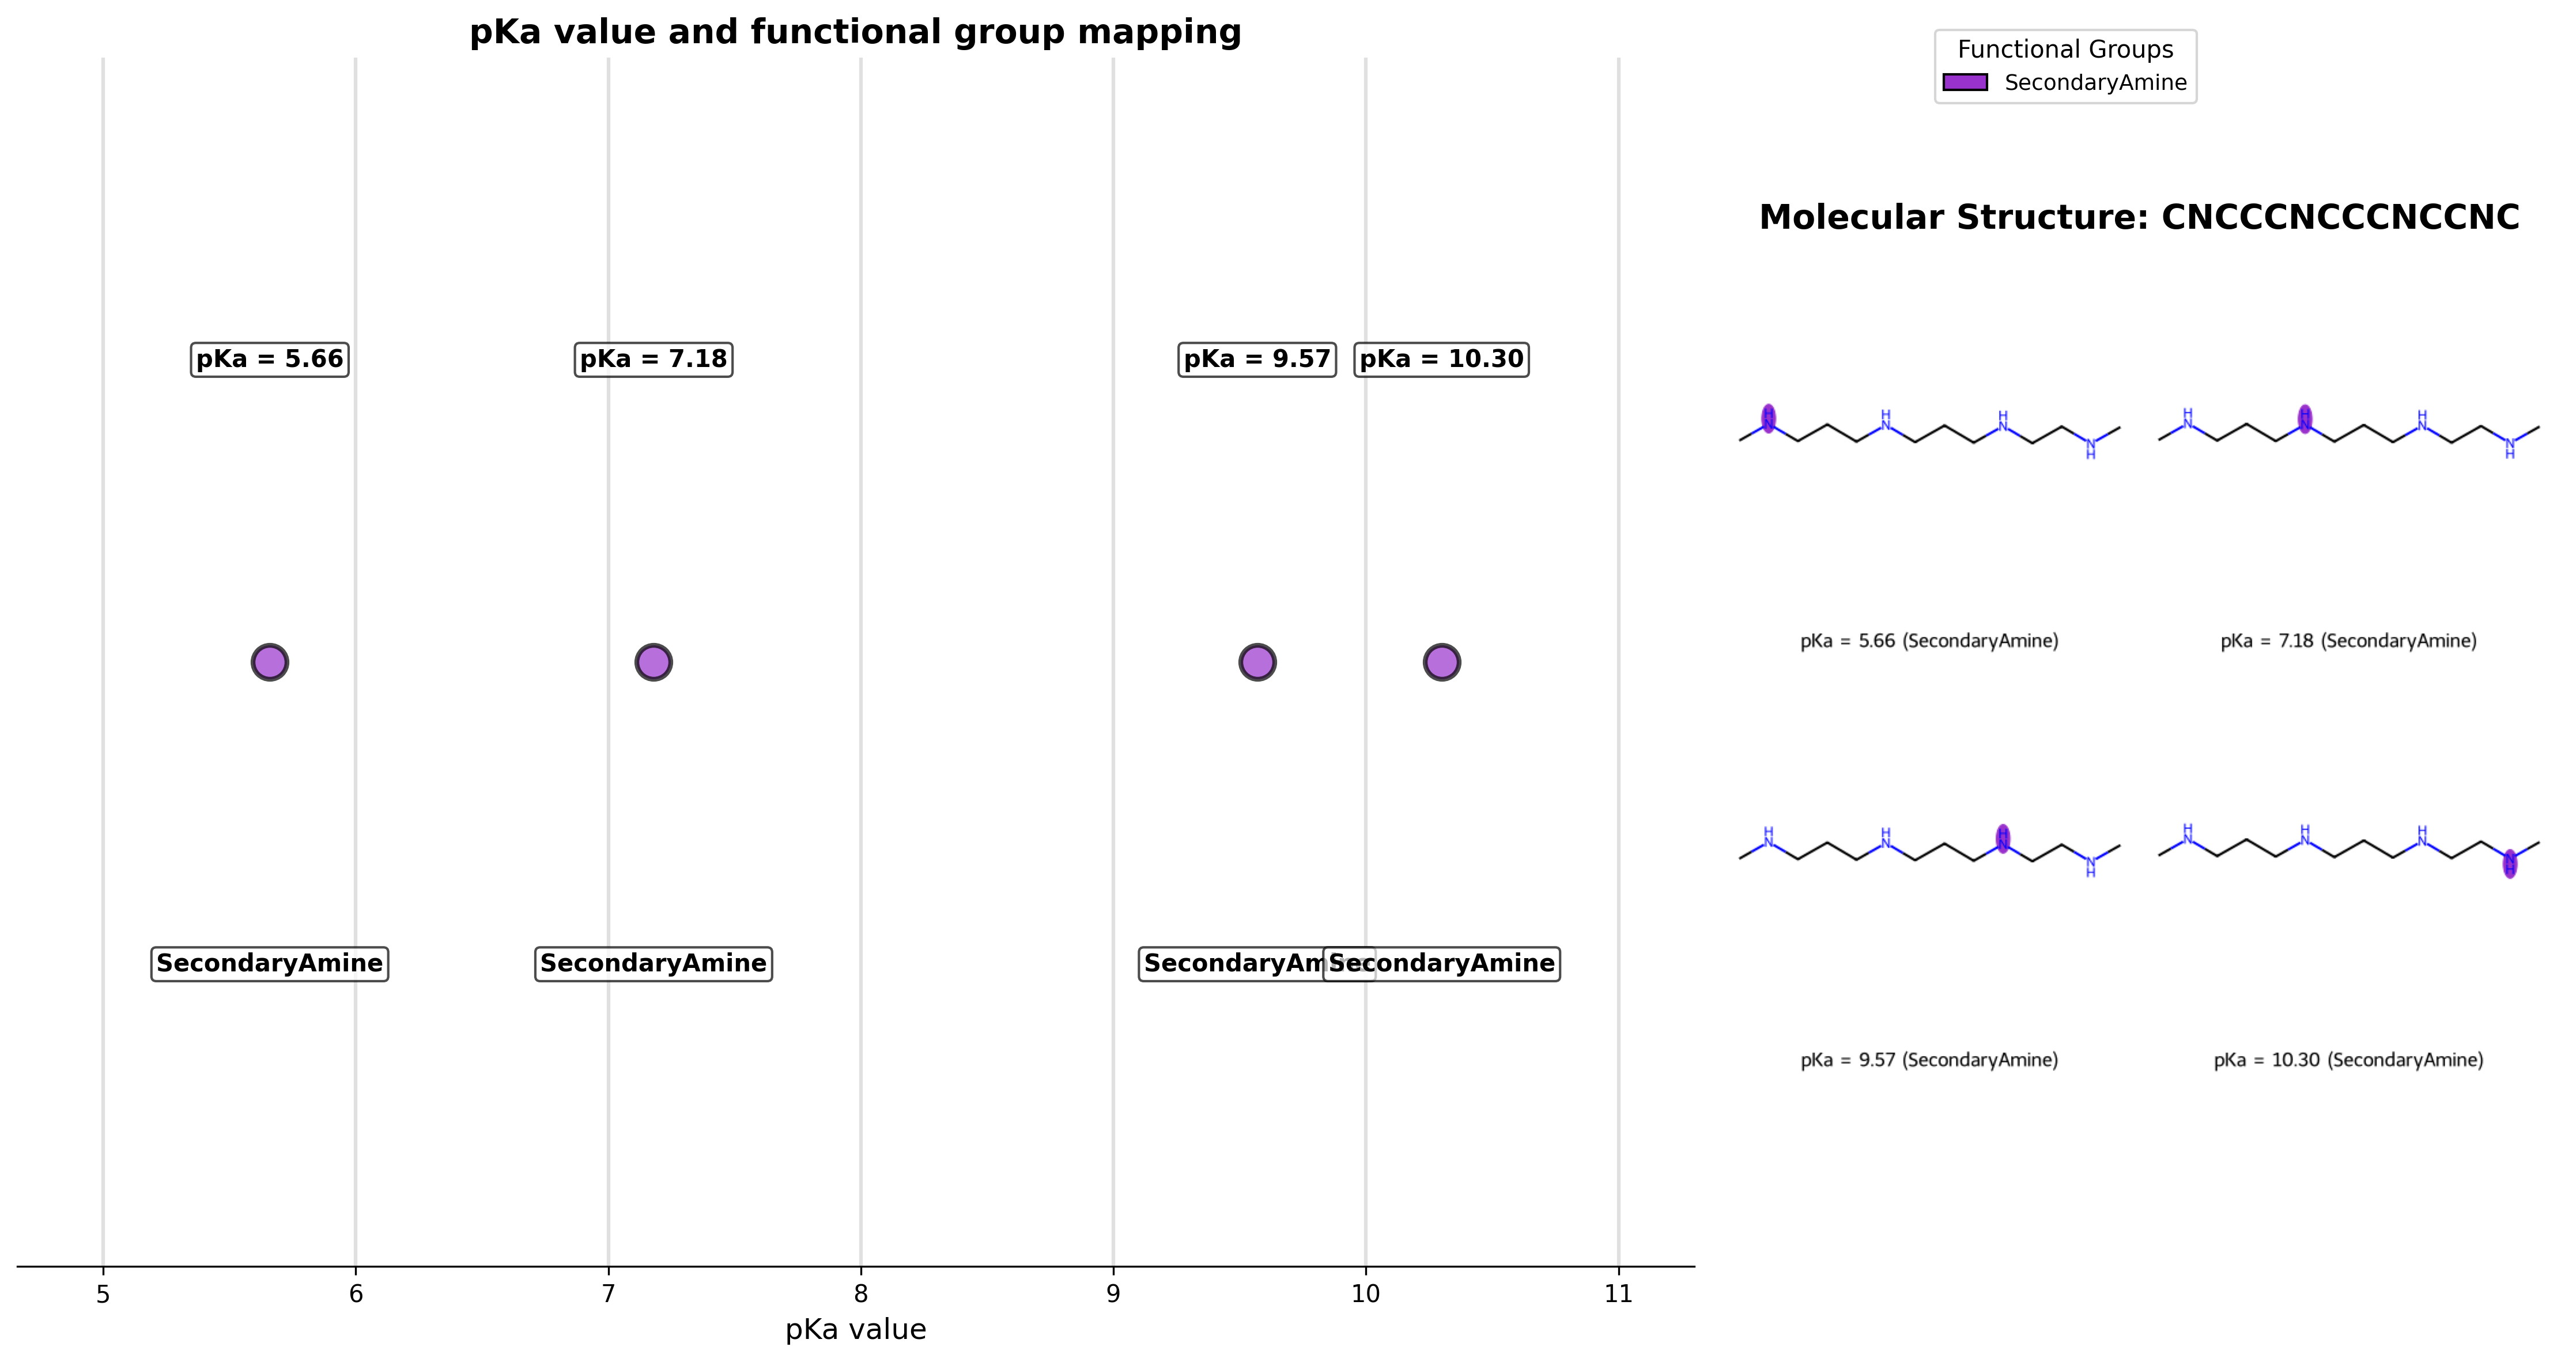 pKa value and functional group mapping
pKa = 5.66
pKa = 7.18
pKa = 9.57
pKa = 10.30
SecondaryAmine
SecondaryAmine
SecondaryAmine
SecondaryAmine
5
6
7
8
9
10
11
pKa value
Functional Groups
SecondaryAmine
Molecular Structure: CNCCCNCCCNCCNC
H
N
H
N
H
N
N
H
pKa = 5.66 (SecondaryAmine)
H
N
H
N
H
N
N
H
pKa = 7.18 (SecondaryAmine)
H
N
H
N
H
N
N
H
pKa = 9.57 (SecondaryAmine)
H
N
H
N
H
N
N
H
pKa = 10.30 (SecondaryAmine)